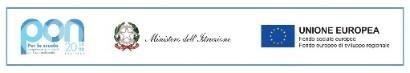 pon
Per la scuola
20
Ministero dell'Istruzione
UNIONE EUROPEA
Fondo sociale europeo
Fondo europeo di sviluppo regionale